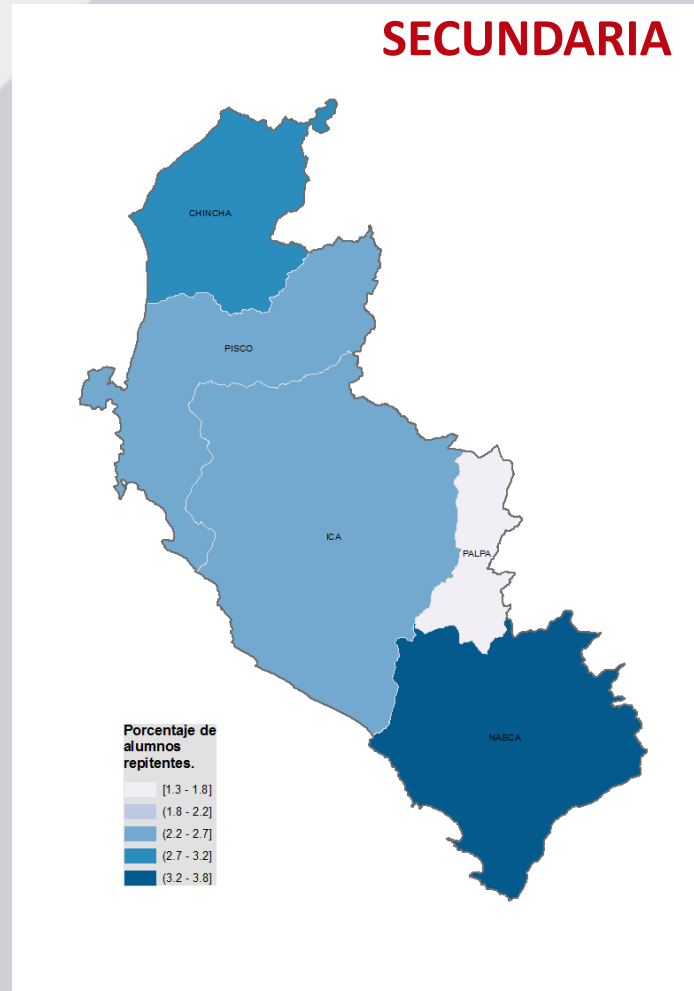 SECUNDARIA
CHINCHA
PISCO
ICA
PALPA
NASCA
Porcentaje de
alumnos
repitentes.
[1.3 - 1.8]
(1.8 - 2.2]
(2.2 - 2.7]
(2.7 - 3.2]
(3.2 - 3.8]